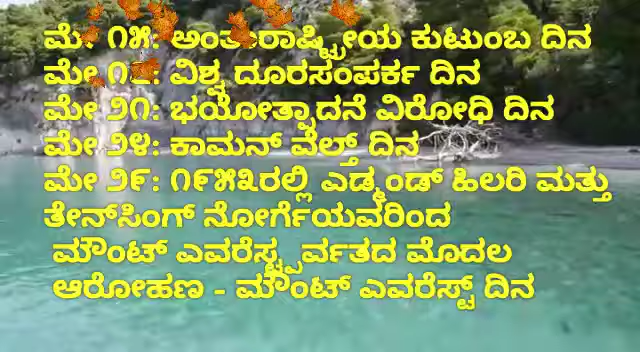 ಮೇ ೧೫: ಅಂತರಾಷ್ಟ್ರೀಯ ಕುಟುಂಬ ದಿನ
ಮೇ ೧೭: ವಿಶ್ವ ದೂರಸಂಪರ್ಕ ದಿನ
ಮೇ ೨೧: ಭಯೋತ್ಪಾದನೆ ವಿರೋಧಿ ದಿನ
ಮೇ ೨೪: ಕಾಮನ್ ವೆಲ್ತ್ ದಿನ
ಮೇ ೨೯: ೧೯೫೩ರಲ್ಲಿ ಎಡ್ಮಂಡ್ ಹಿಲರಿ ಮತ್ತು
ತೇನ್‌ಸಿಂಗ್ ನೋರ್ಗೆಯವರಿಂದ
ಮೌಂಟ್ ಎವರೆಸ್ಟ್ಪರ್ವತದ ಮೊದಲ
ಆರೋಹಣ - ಮೌಂಟ್ ಎವರೆಸ್ಟ್ ದಿನ